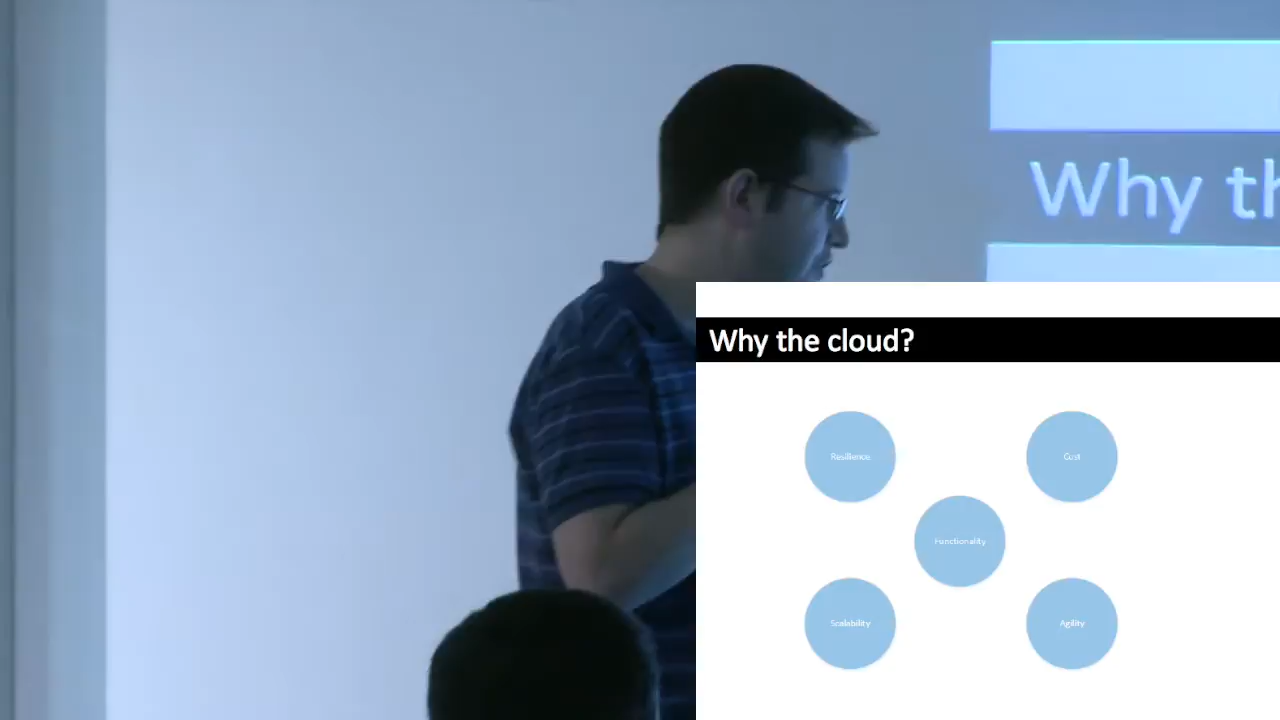 Why th
Why the cloud?
Resilience
Cost
Functionality
Scalability
Agility